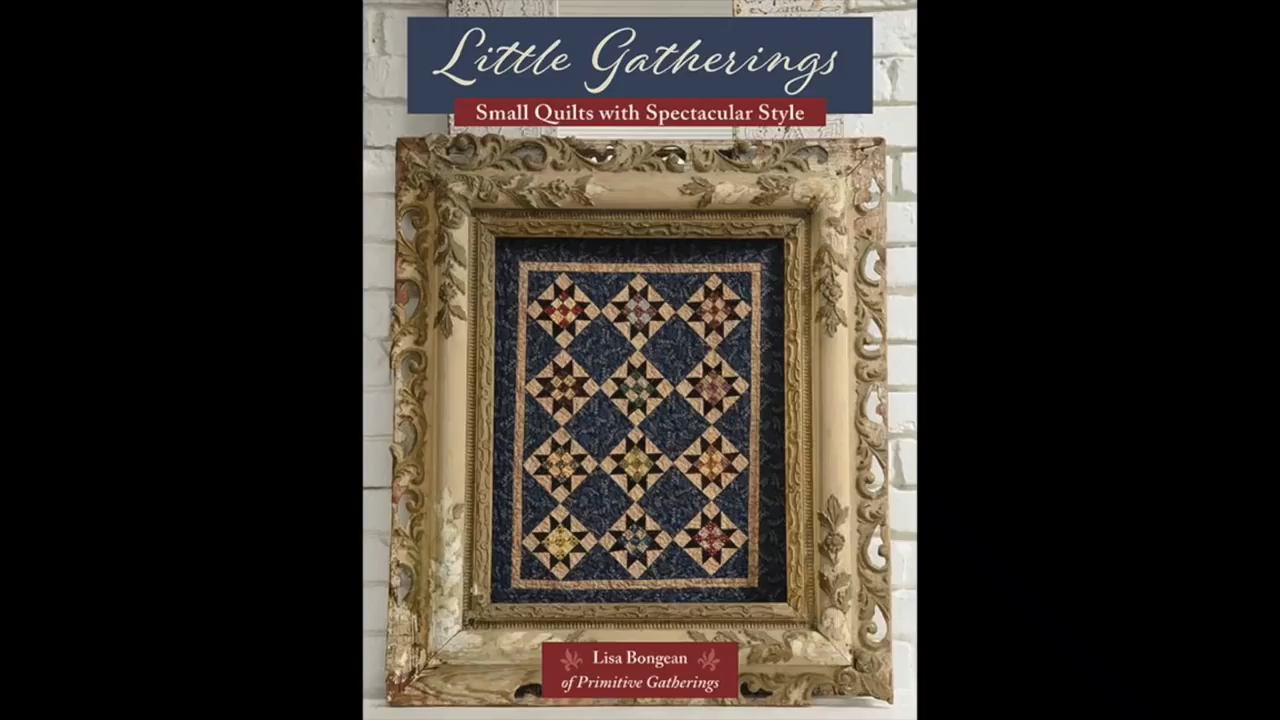 Little Gatherings
Small Quilts with Spectacular Style
Lisa Bongean
of Primitive Gatherings